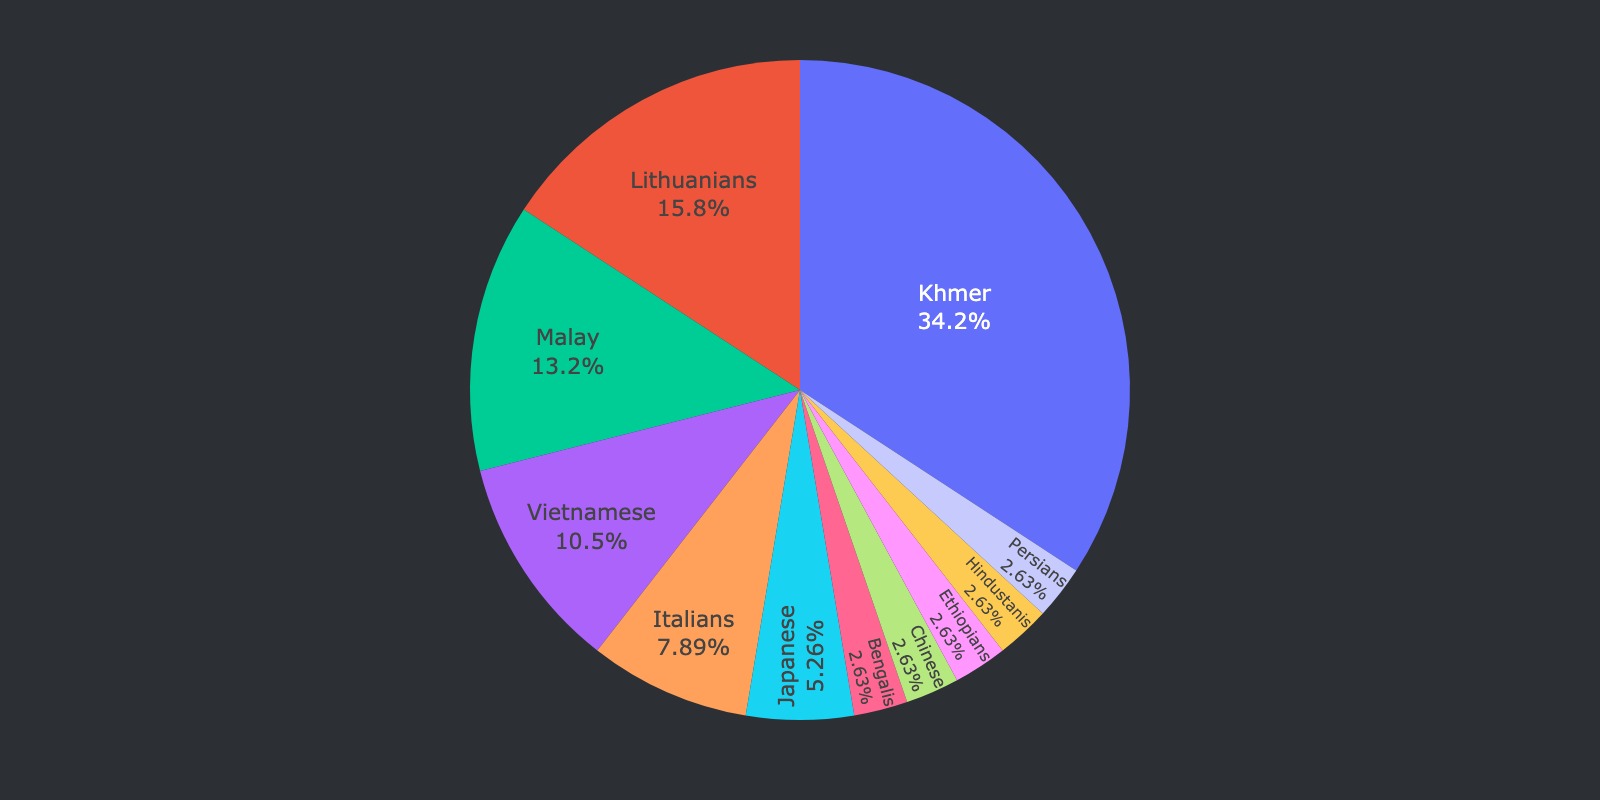 Khmer
34.2%
Lithuanians
15.8%
Malay
13.2%
Vietnamese
10.5%
Italians
7.89%
Japanese
5.26%
Bengalis
2.63%
Chinese
2.63%
Ethiopians
2.63%
Hindustanis
2.63%
Persians
2.63%